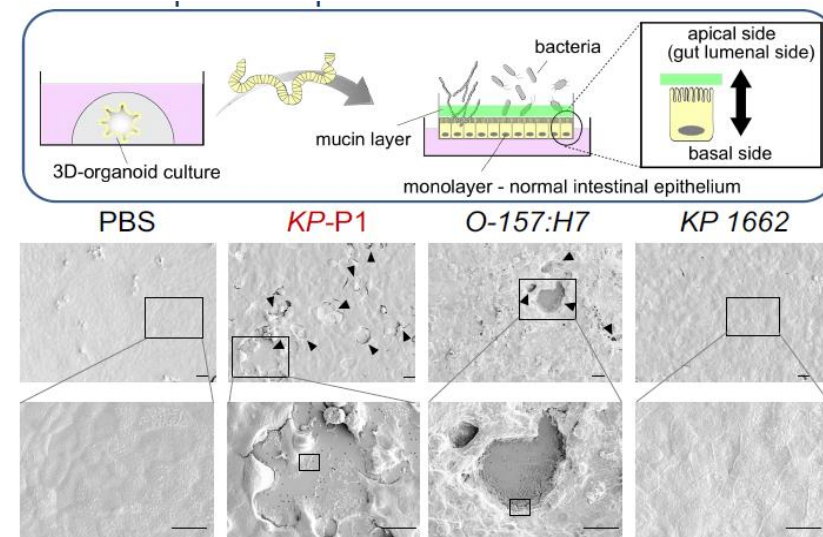 apical side
(gut lumenal side)
bacteria
mucin layer
basal side
3D-organoid culture
monolayer - normal intestinal epithelium
PBS
KP-P1
O-157:H7
KP 1662